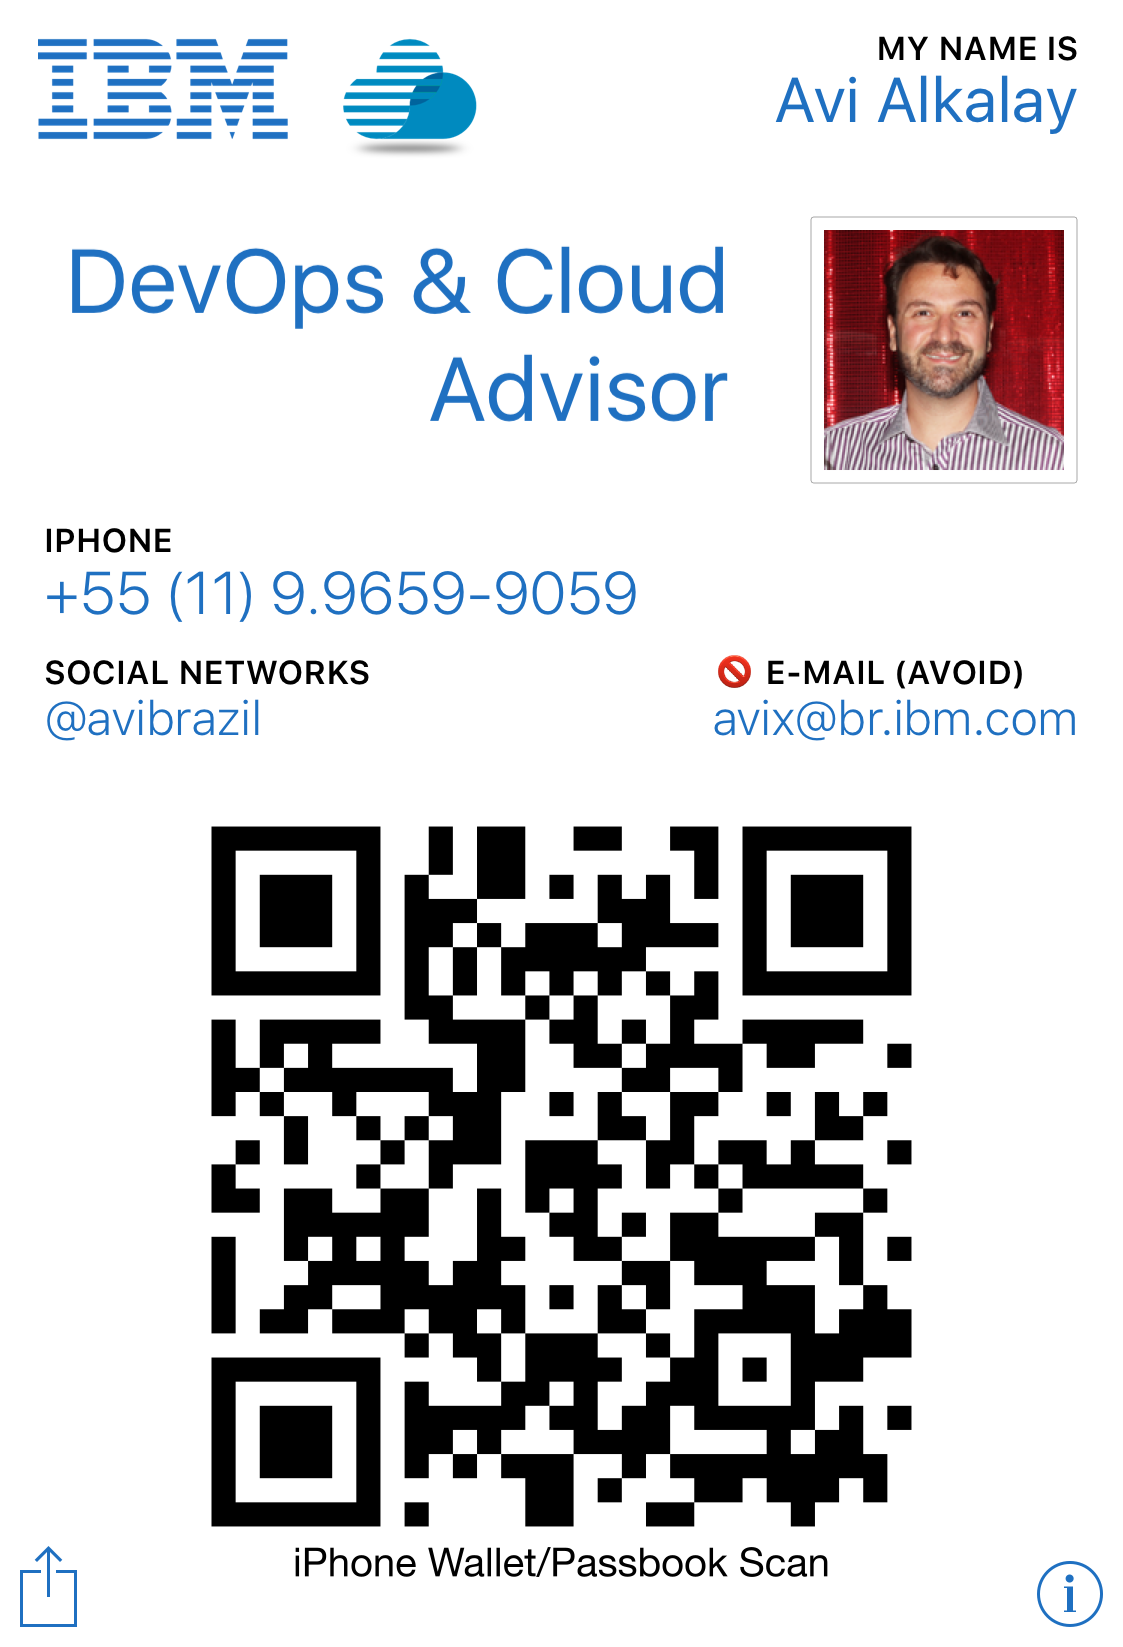 IBM
MY NAME IS
Avi Alkalay
DevOps & Cloud
Advisor
IPHONE
+55 (11) 9.9659-9059
SOCIAL NETWORKS
@avibrazil
🚫 E-MAIL (AVOID)
avix@br.ibm.com
iPhone Wallet/Passbook Scan
i